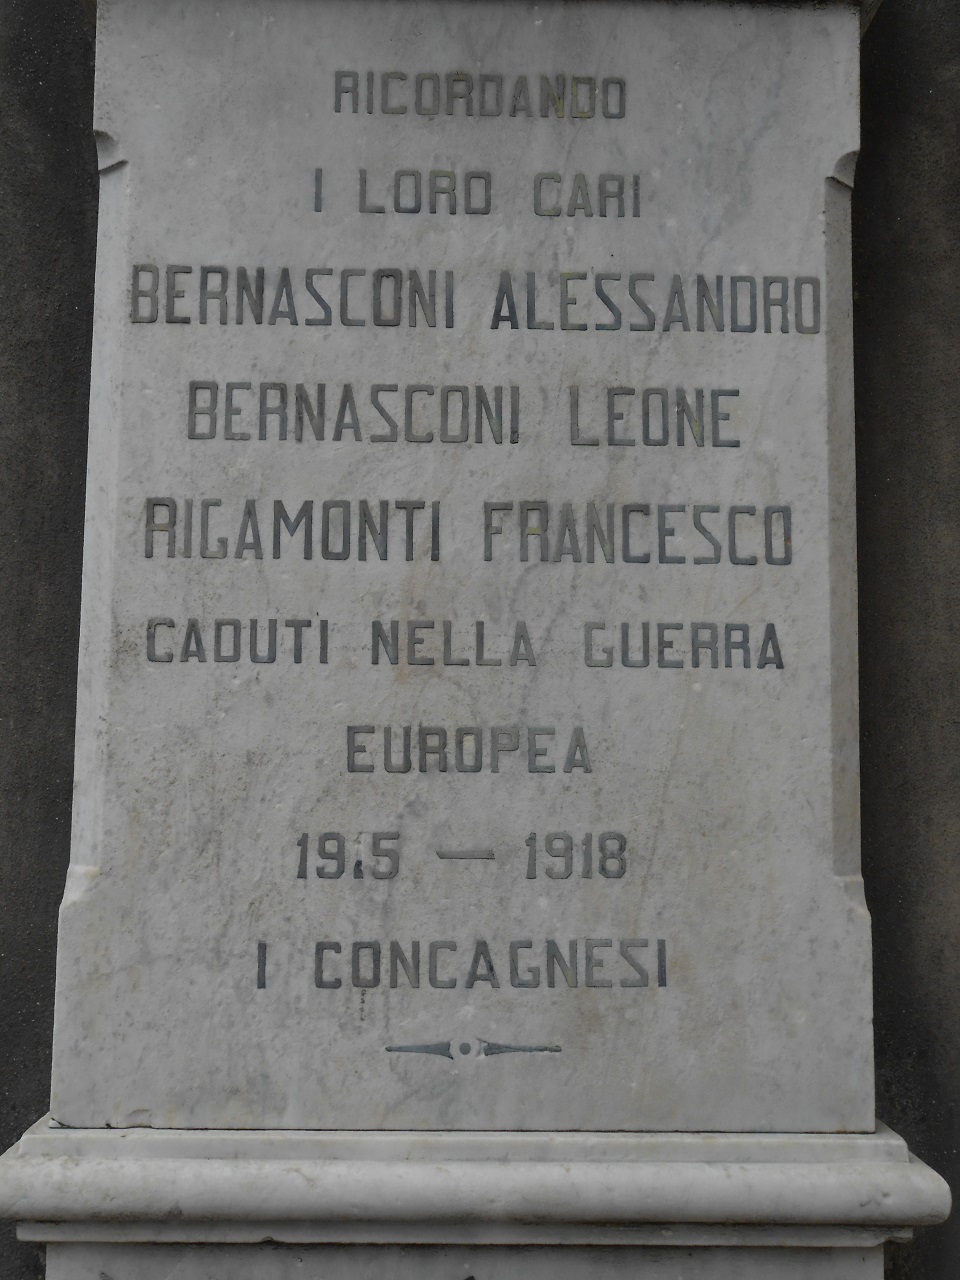 RICORDANDO
I LORO CARI
BERNASCONI ALESSANDRO
BERNASCONI LEONE
RIGAMONTI FRANCESCO
CADUTI NELLA GUERRA
EUROPEA
1915 — 1918
I CONCAGNESI